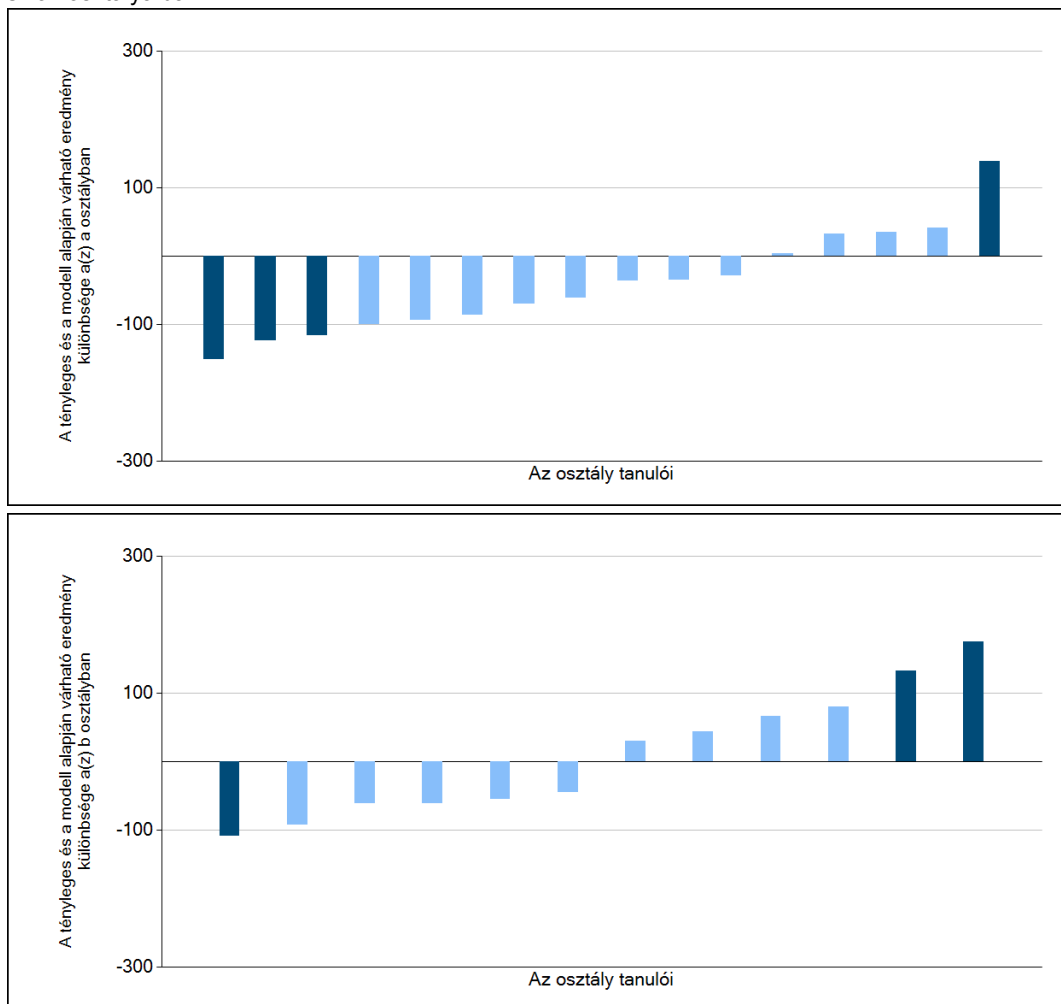 300
100
-100
-300
A tényleges és a modell alapján várható eredmény
különbsége a(z) a osztályban
Az osztály tanulói
300
100
-100
-300
A tényleges és a modell alapján várható eredmény
különbsége a(z) b osztályban
Az osztály tanulói